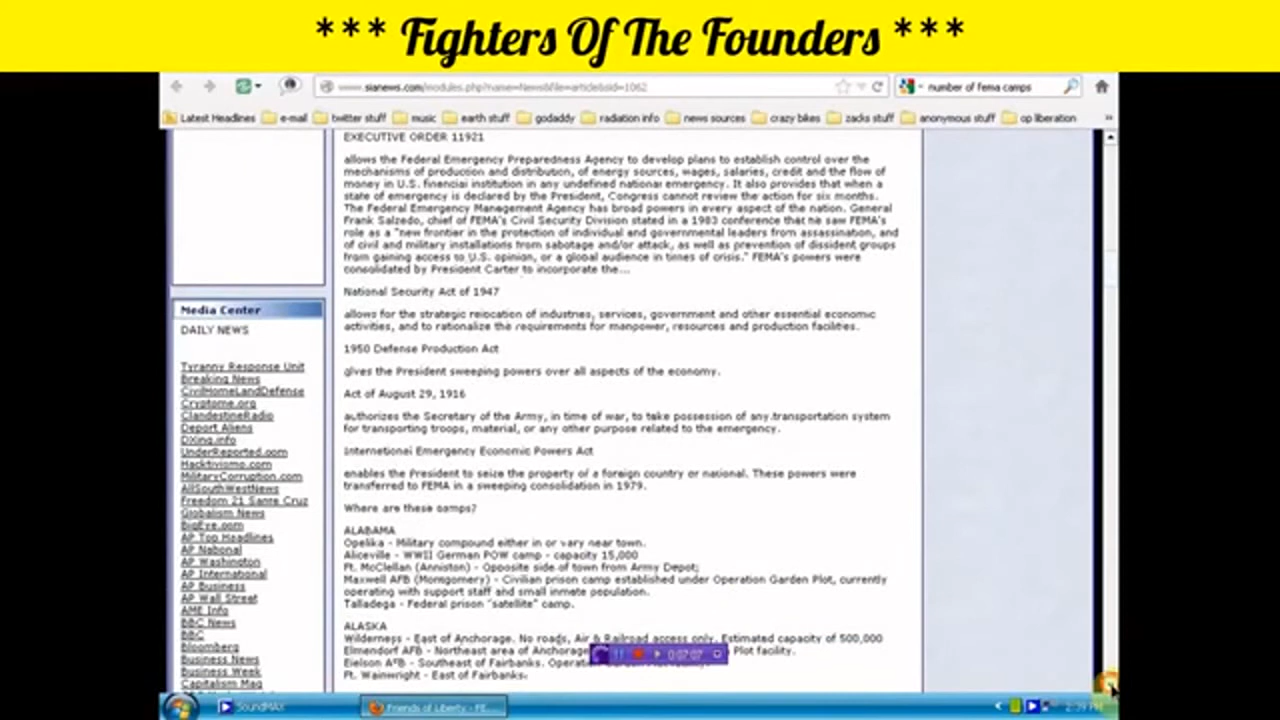 *** Fighters Of The Founders ***
www.sianews.com/modules.php?name=News&file=article&sid=1062
number of fema camps
Latest Headlines e-mail twitter stuff music earth stuff godaddy radiation info news sources crazy bikes zacks stuff anonymous stuff op liberation
EXECUTIVE ORDER 11921
allows the Federal Emergency Preparedness Agency to develop plans to establish control over the
mechanisms of production and distribution, of energy sources, wages, salaries, credit and the flow of
money in U.S. financial institution in any undefined national emergency. It also provides that when a
state of emergency is declared by the President, Congress cannot review the action for six months.
The Federal Emergency Management Agency has broad powers in every aspect of the nation. General
Frank Salzedo, chief of FEMA's Civil Security Division stated in a 1983 conference that he saw FEMA's
role as a "new frontier in the protection of individual and governmental leaders from assassination, and
of civil and military installations from sabotage and/or attack, as well as prevention of dissident groups
from gaining access to U.S. opinion, or a global audience in times of crisis." FEMA's powers were
consolidated by President Carter to incorporate the...
National Security Act of 1947
allows for the strategic relocation of industries, services, government and other essential economic
activities, and to rationalize the requirements for manpower, resources and production facilities.
1950 Defense Production Act
gives the President sweeping powers over all aspects of the economy.
Act of August 29, 1916
authorizes the Secretary of the Army, in time of war, to take possession of any transportation system
for transporting troops, material, or any other purpose related to the emergency.
International Emergency Economic Powers Act
enables the President to seize the property of a foreign country or national. These powers were
transferred to FEMA in a sweeping consolidation in 1979.
Where are these camps?
ALABAMA
Opelika - Military compound either in or very near town.
Aliceville - WWII German POW camp - capacity 15,000
Ft. McClellan (Anniston) - Opposite side of town from Army Depot;
Maxwell AFB (Montgomery) - Civilian prison camp established under Operation Garden Plot, currently
operating with support staff and small inmate population.
Talladega - Federal prison "satellite" camp.
ALASKA
Wilderness - East of Anchorage. No roads, Air & Railroad access only. Estimated capacity of 500,000
Elmendorf AFB - Northeast area of Anchorage Plot facility.
Eielson AFB - Southeast of Fairbanks. Operation
Ft. Wainwright - East of Fairbanks.
Media Center
DAILY NEWS
Tyranny Response Unit
Breaking News
CivilHomeLandDefense
Cryptome.org
ClandestineRadio
Deport Aliens
DXing.info
UnderReported.com
Hacktivismo.com
MilitaryCorruption.com
AllSouthWestNews
Freedom 21 Santa Cruz
Globalism News
BigEye.com
AP Top Headlines
AP National
AP Washington
AP International
AP Business
AP Wall Street
AME Info
BBC News
BBC
Bloomberg
Business News
Business Week
Capitalism Mag
0:07:07
SoundMAX
Friends of Liberty - FE...
2:39 PM